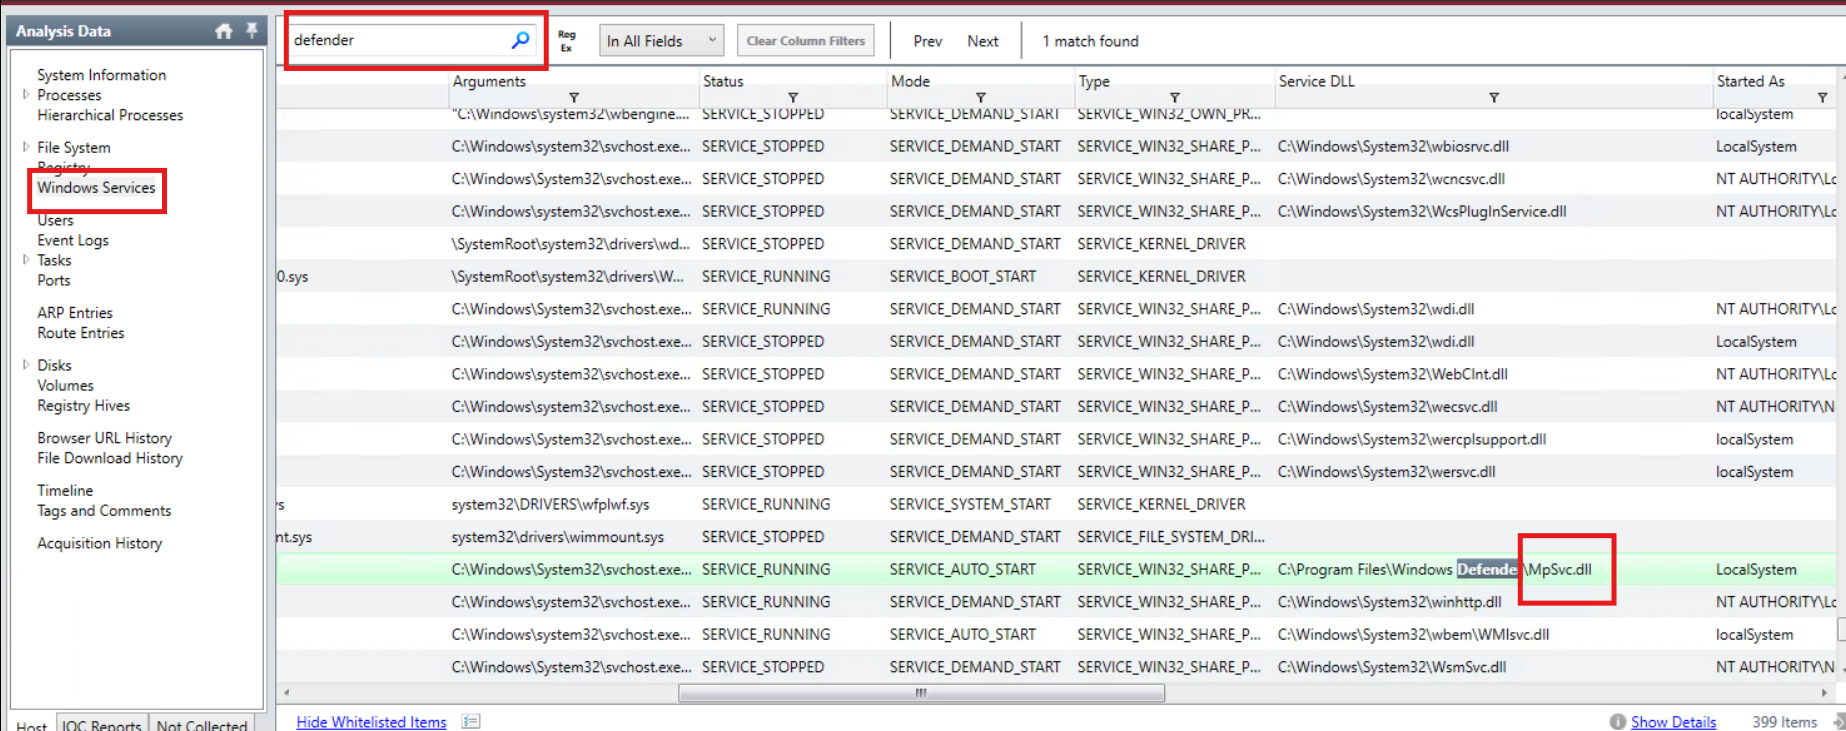 Analysis Data
System Information
Processes
Hierarchical Processes
File System
Registry
Windows Services
Users
Event Logs
Tasks
Ports
ARP Entries
Route Entries
Disks
Volumes
Registry Hives
Browser URL History
File Download History
Timeline
Tags and Comments
Acquisition History
Host IOC Reports Not Collected
defender Reg Ex In All Fields Clear Column Filters Prev Next 1 match found
Arguments Status Mode Type Service DLL Started As
"C:\Windows\system32\wbengine.... SERVICE_STOPPED SERVICE_DEMAND_START SERVICE_WIN32_OWN_PR... localSystem
C:\Windows\system32\svchost.exe... SERVICE_STOPPED SERVICE_DEMAND_START SERVICE_WIN32_SHARE_P... C:\Windows\System32\wbiosrvc.dll LocalSystem
C:\Windows\System32\svchost.exe... SERVICE_STOPPED SERVICE_DEMAND_START SERVICE_WIN32_SHARE_P... C:\Windows\System32\wcncsvc.dll NT AUTHORITY\Lo
C:\Windows\system32\svchost.exe... SERVICE_STOPPED SERVICE_DEMAND_START SERVICE_WIN32_SHARE_P... C:\Windows\System32\WcsPlugInService.dll NT AUTHORITY\Lo
\SystemRoot\system32\drivers\wd... SERVICE_STOPPED SERVICE_DEMAND_START SERVICE_KERNEL_DRIVER
0.sys \SystemRoot\system32\drivers\W... SERVICE_RUNNING SERVICE_BOOT_START SERVICE_KERNEL_DRIVER
C:\Windows\System32\svchost.exe... SERVICE_RUNNING SERVICE_DEMAND_START SERVICE_WIN32_SHARE_P... C:\Windows\System32\wdi.dll NT AUTHORITY\Lo
C:\Windows\System32\svchost.exe... SERVICE_STOPPED SERVICE_DEMAND_START SERVICE_WIN32_SHARE_P... C:\Windows\System32\wdi.dll LocalSystem
C:\Windows\system32\svchost.exe... SERVICE_STOPPED SERVICE_DEMAND_START SERVICE_WIN32_SHARE_P... C:\Windows\System32\WebClnt.dll NT AUTHORITY\Lo
C:\Windows\system32\svchost.exe... SERVICE_STOPPED SERVICE_DEMAND_START SERVICE_WIN32_SHARE_P... C:\Windows\System32\wecsvc.dll NT AUTHORITY\N
C:\Windows\System32\svchost.exe... SERVICE_STOPPED SERVICE_DEMAND_START SERVICE_WIN32_SHARE_P... C:\Windows\System32\wercplsupport.dll localSystem
C:\Windows\System32\svchost.exe... SERVICE_STOPPED SERVICE_DEMAND_START SERVICE_WIN32_SHARE_P... C:\Windows\System32\wersvc.dll localSystem
s system32\DRIVERS\wfplwf.sys SERVICE_RUNNING SERVICE_SYSTEM_START SERVICE_KERNEL_DRIVER
nt.sys system32\drivers\wimmount.sys SERVICE_STOPPED SERVICE_DEMAND_START SERVICE_FILE_SYSTEM_DRI...
C:\Windows\System32\svchost.exe... SERVICE_RUNNING SERVICE_AUTO_START SERVICE_WIN32_SHARE_P... C:\Program Files\Windows Defender\MpSvc.dll LocalSystem
C:\Windows\system32\svchost.exe... SERVICE_RUNNING SERVICE_DEMAND_START SERVICE_WIN32_SHARE_P... C:\Windows\System32\winhttp.dll NT AUTHORITY\Lo
C:\Windows\system32\svchost.exe... SERVICE_RUNNING SERVICE_AUTO_START SERVICE_WIN32_SHARE_P... C:\Windows\System32\wbem\WMIsvc.dll localSystem
C:\Windows\System32\svchost.exe... SERVICE_STOPPED SERVICE_DEMAND_START SERVICE_WIN32_SHARE_P... C:\Windows\System32\WsmSvc.dll NT AUTHORITY\N
Hide Whitelisted Items Show Details 399 Items